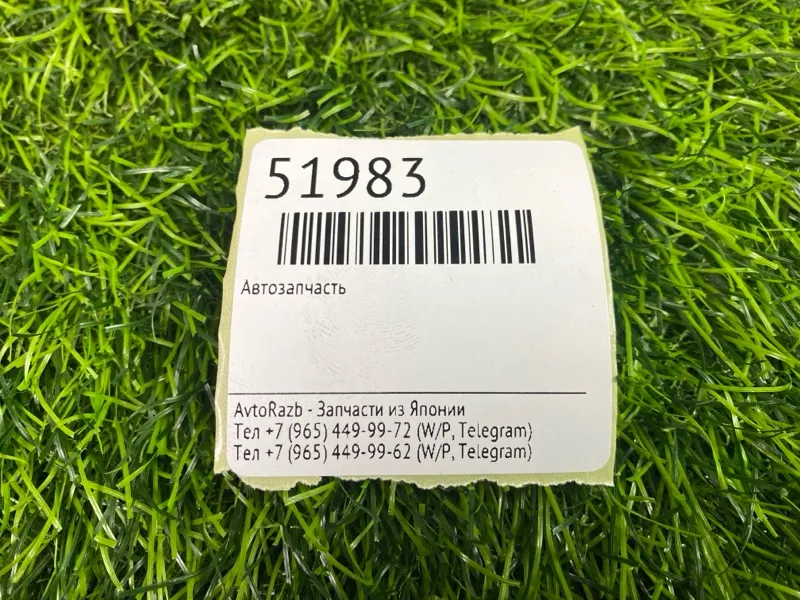 51983
Автозапчасть
AvtoRazb - Запчасти из Японии
Тел +7 (965) 449-99-72 (W/P, Telegram)
Тел +7 (965) 449-99-62 (W/P, Telegram)